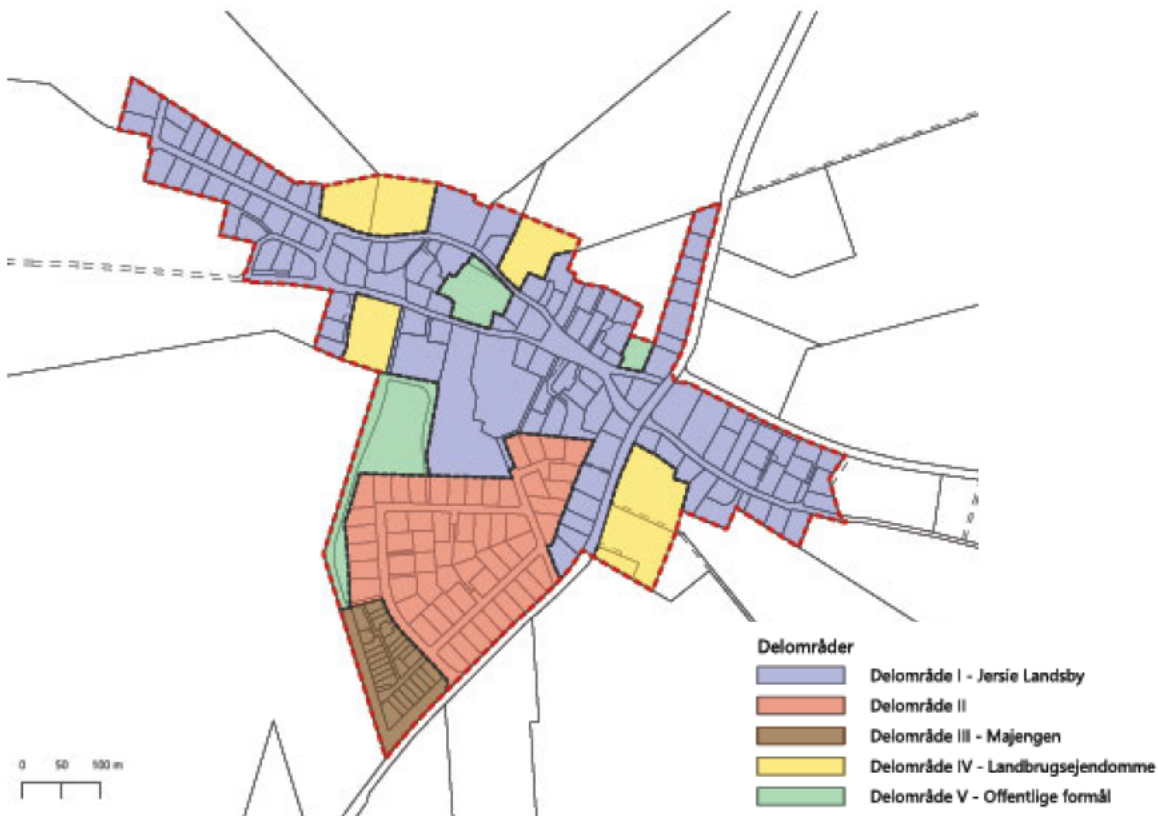 Delområder
Delområde I - Jersie Landsby
Delområde II
Delområde III - Majengen
Delområde IV - Landbrugsejendomme
Delområde V - Offentlige formål
0 50 100 m